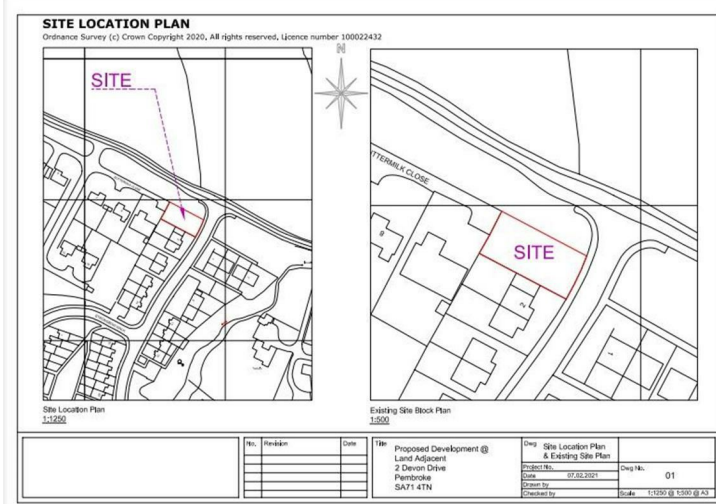 SITE LOCATION PLAN
Ordnance Survey (c) Crown Copyright 2020, All rights reserved, Licence number 100022432
N
SITE
TTERMILK CLOSE
8
SITE
2
1
Site Location Plan
1:1250
Existing Site Block Plan
1:500
No. Revision Date
Title
Proposed Development @
Land Adjacent
2 Devon Drive
Pembroke
SA71 4TN
Dwg Site Location Plan
& Existing Site Plan
Project No.
Date 07.02.2021
Drawn by
Checked by
Dwg No.
01
Scale 1:1250 @ 1:500 @ A3